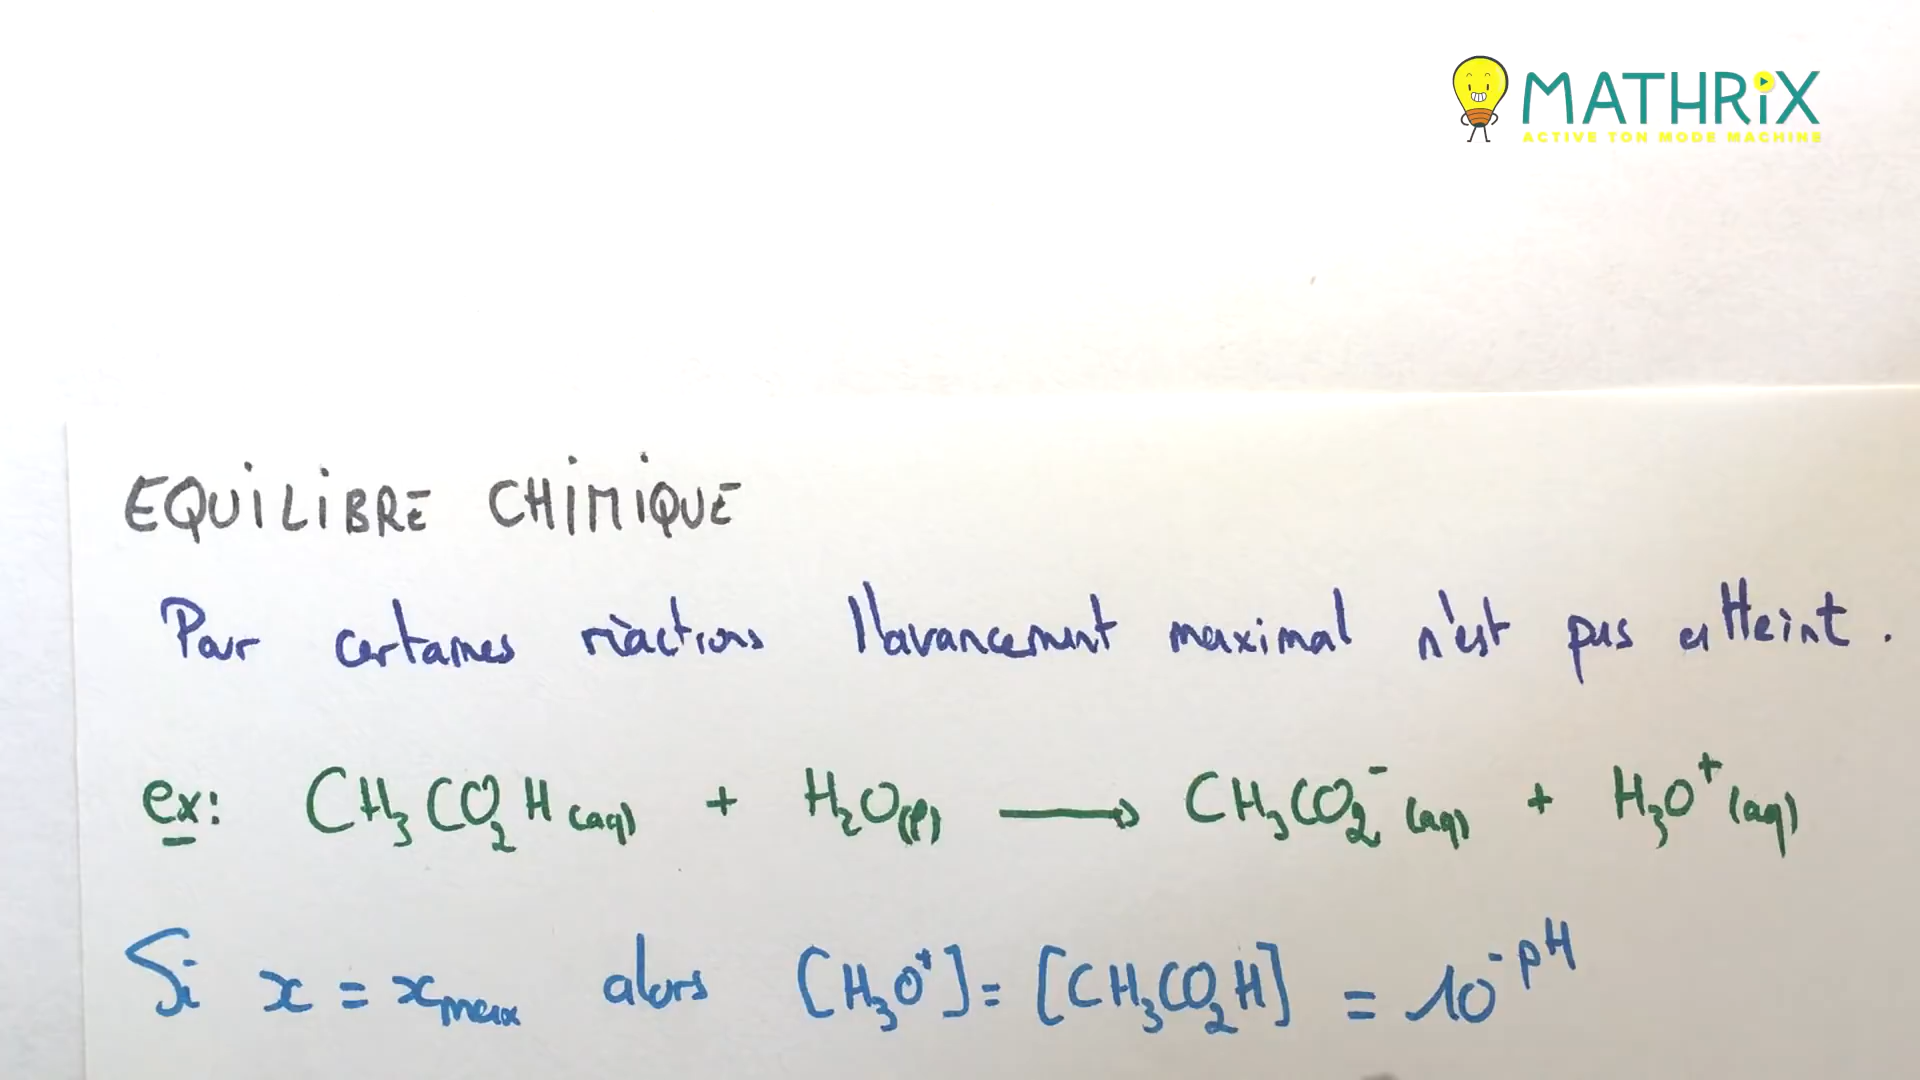 MATHRiX
ACTIVE TON MODE MACHINE
EQUiLiBRE CHiMiQUE
Pour certaines réactions l'avancement maximal n'est pas atteint.
ex: CH₃CO₂H(aq) + H₂O(l) → CH₃CO₂⁻(aq) + H₃O⁺(aq)
Si x = xmax alors [H₃O⁺] = [CH₃CO₂H] = 10⁻ᵖᴴ